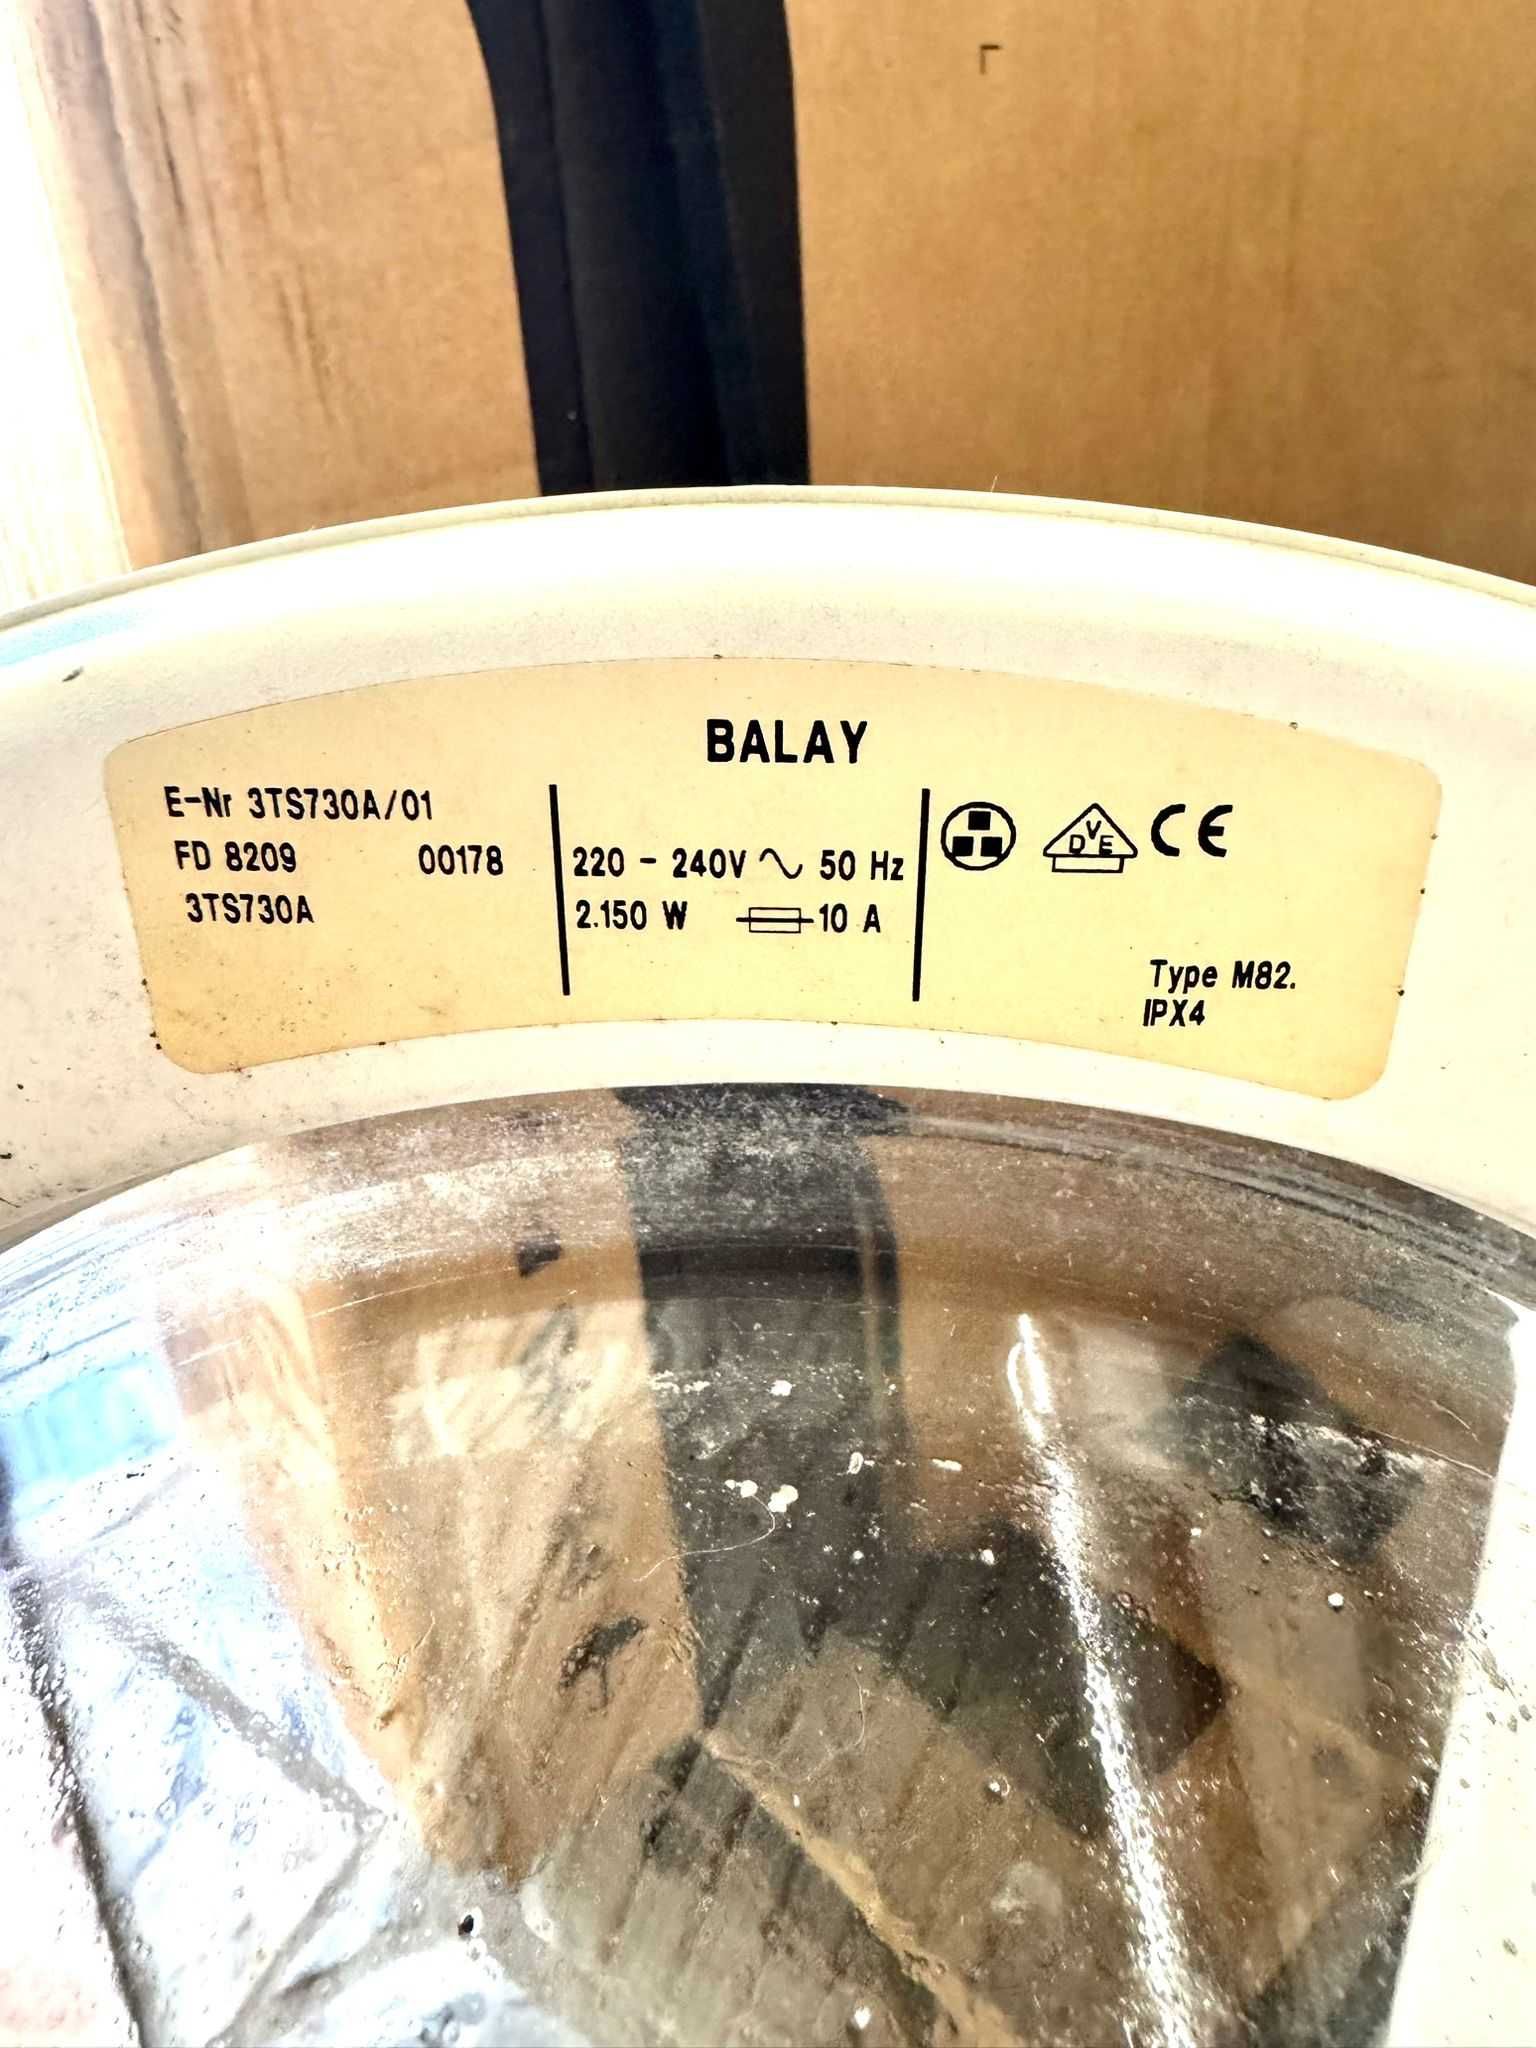 BALAY
E-Nr 3TS730A/01
FD 8209 00178
3TS730A
220 - 240V ∿ 50 Hz
2.150 W 10 A
DVE CE
Type M82.
IPX4